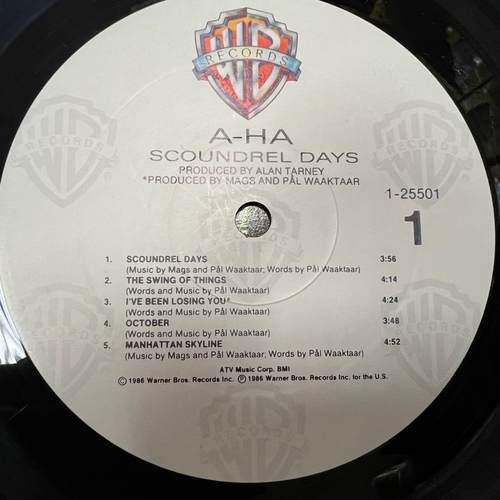 WB
RECORDS
A-HA
SCOUNDREL DAYS
PRODUCED BY ALAN TARNEY
*PRODUCED BY MAGS AND PÅL WAAKTAAR
1-25501
1
1. SCOUNDREL DAYS 3:56
(Music by Mags and Pål Waaktaar; Words by Pål Waaktaar)
2. THE SWING OF THINGS 4:14
(Words and Music by Pål Waaktaar)
3. I'VE BEEN LOSING YOU* 4:24
(Words and Music by Pål Waaktaar)
4. OCTOBER 3:48
(Words and Music by Pål Waaktaar)
5. MANHATTAN SKYLINE 4:52
(Music by Mags and Pål Waaktaar; Words by Pål Waaktaar)
ATV Music Corp. BMI
© 1986 Warner Bros. Records Inc. ℗ 1986 Warner Bros. Records Inc. for the U.S.